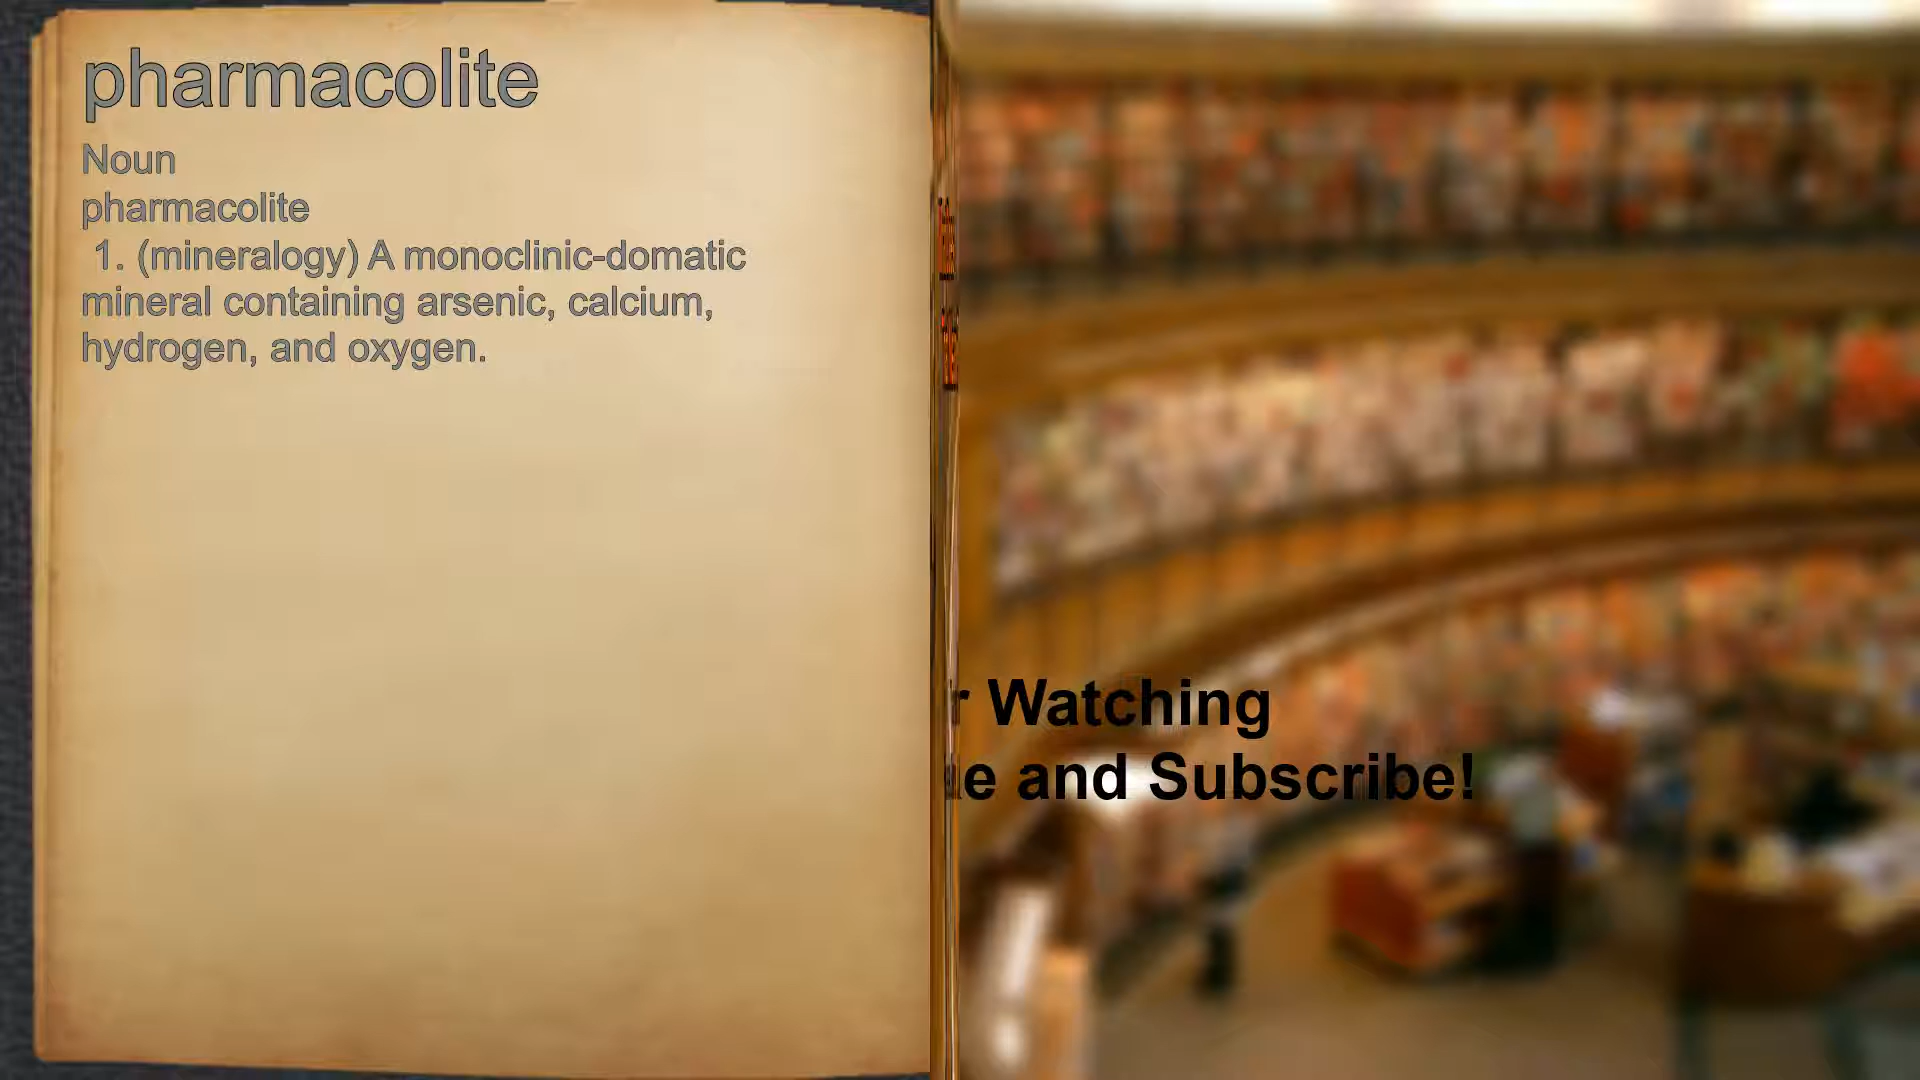 pharmacolite
Noun
pharmacolite
1. (mineralogy) A monoclinic-domatic
mineral containing arsenic, calcium,
hydrogen, and oxygen.
Watching
and Subscribe!